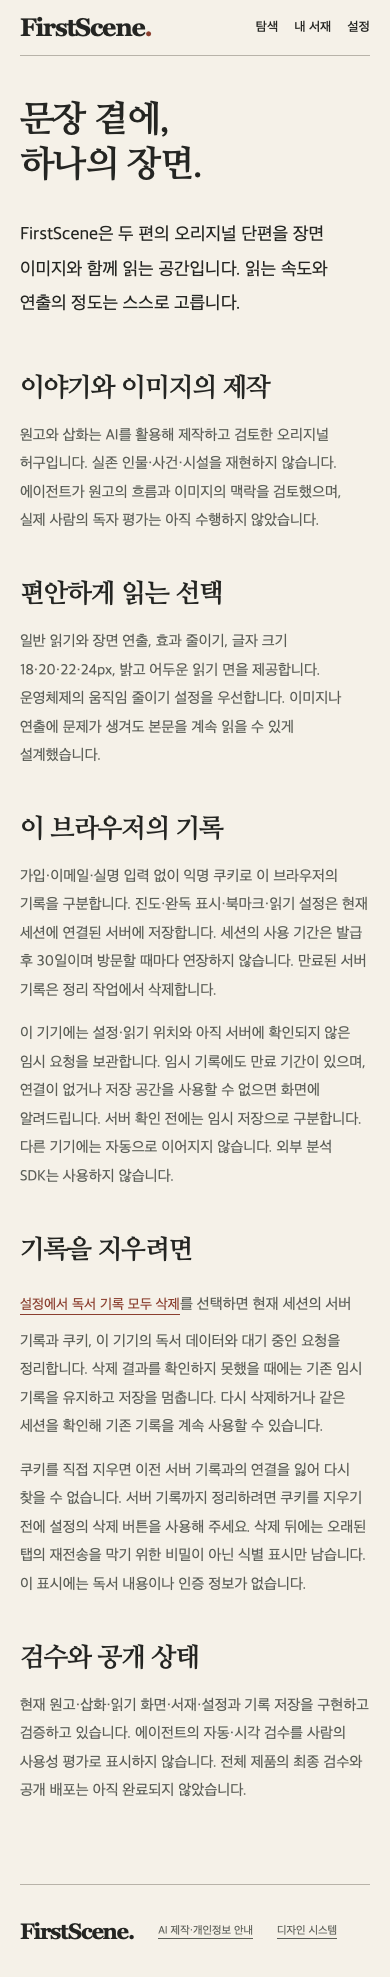 FirstScene.
탐색 내 서재 설정
문장 곁에,
하나의 장면.
FirstScene은 두 편의 오리지널 단편을 장면
이미지와 함께 읽는 공간입니다. 읽는 속도와
연출의 정도는 스스로 고릅니다.
이야기와 이미지의 제작
원고와 삽화는 AI를 활용해 제작하고 검토한 오리지널
허구입니다. 실존 인물·사건·시설을 재현하지 않습니다.
에이전트가 원고의 흐름과 이미지의 맥락을 검토했으며,
실제 사람의 독자 평가는 아직 수행하지 않았습니다.
편안하게 읽는 선택
일반 읽기와 장면 연출, 효과 줄이기, 글자 크기
18·20·22·24px, 밝고 어두운 읽기 면을 제공합니다.
운영체제의 움직임 줄이기 설정을 우선합니다. 이미지나
연출에 문제가 생겨도 본문을 계속 읽을 수 있게
설계했습니다.
이 브라우저의 기록
가입·이메일·실명 입력 없이 익명 쿠키로 이 브라우저의
기록을 구분합니다. 진도·완독 표시·북마크·읽기 설정은 현재
세션에 연결된 서버에 저장합니다. 세션의 사용 기간은 발급
후 30일이며 방문할 때마다 연장하지 않습니다. 만료된 서버
기록은 정리 작업에서 삭제합니다.
이 기기에는 설정·읽기 위치와 아직 서버에 확인되지 않은
임시 요청을 보관합니다. 임시 기록에도 만료 기간이 있으며,
연결이 없거나 저장 공간을 사용할 수 없으면 화면에
알려드립니다. 서버 확인 전에는 임시 저장으로 구분합니다.
다른 기기에는 자동으로 이어지지 않습니다. 외부 분석
SDK는 사용하지 않습니다.
기록을 지우려면
설정에서 독서 기록 모두 삭제를 선택하면 현재 세션의 서버
기록과 쿠키, 이 기기의 독서 데이터와 대기 중인 요청을
정리합니다. 삭제 결과를 확인하지 못했을 때에는 기존 임시
기록을 유지하고 저장을 멈춥니다. 다시 삭제하거나 같은
세션을 확인해 기존 기록을 계속 사용할 수 있습니다.
쿠키를 직접 지우면 이전 서버 기록과의 연결을 잃어 다시
찾을 수 없습니다. 서버 기록까지 정리하려면 쿠키를 지우기
전에 설정의 삭제 버튼을 사용해 주세요. 삭제 뒤에는 오래된
탭의 재전송을 막기 위한 비밀이 아닌 식별 표시만 남습니다.
이 표시에는 독서 내용이나 인증 정보가 없습니다.
검수와 공개 상태
현재 원고·삽화·읽기 화면·서재·설정과 기록 저장을 구현하고
검증하고 있습니다. 에이전트의 자동·시각 검수를 사람의
사용성 평가로 표시하지 않습니다. 전체 제품의 최종 검수와
공개 배포는 아직 완료되지 않았습니다.
FirstScene. AI 제작·개인정보 안내 디자인 시스템